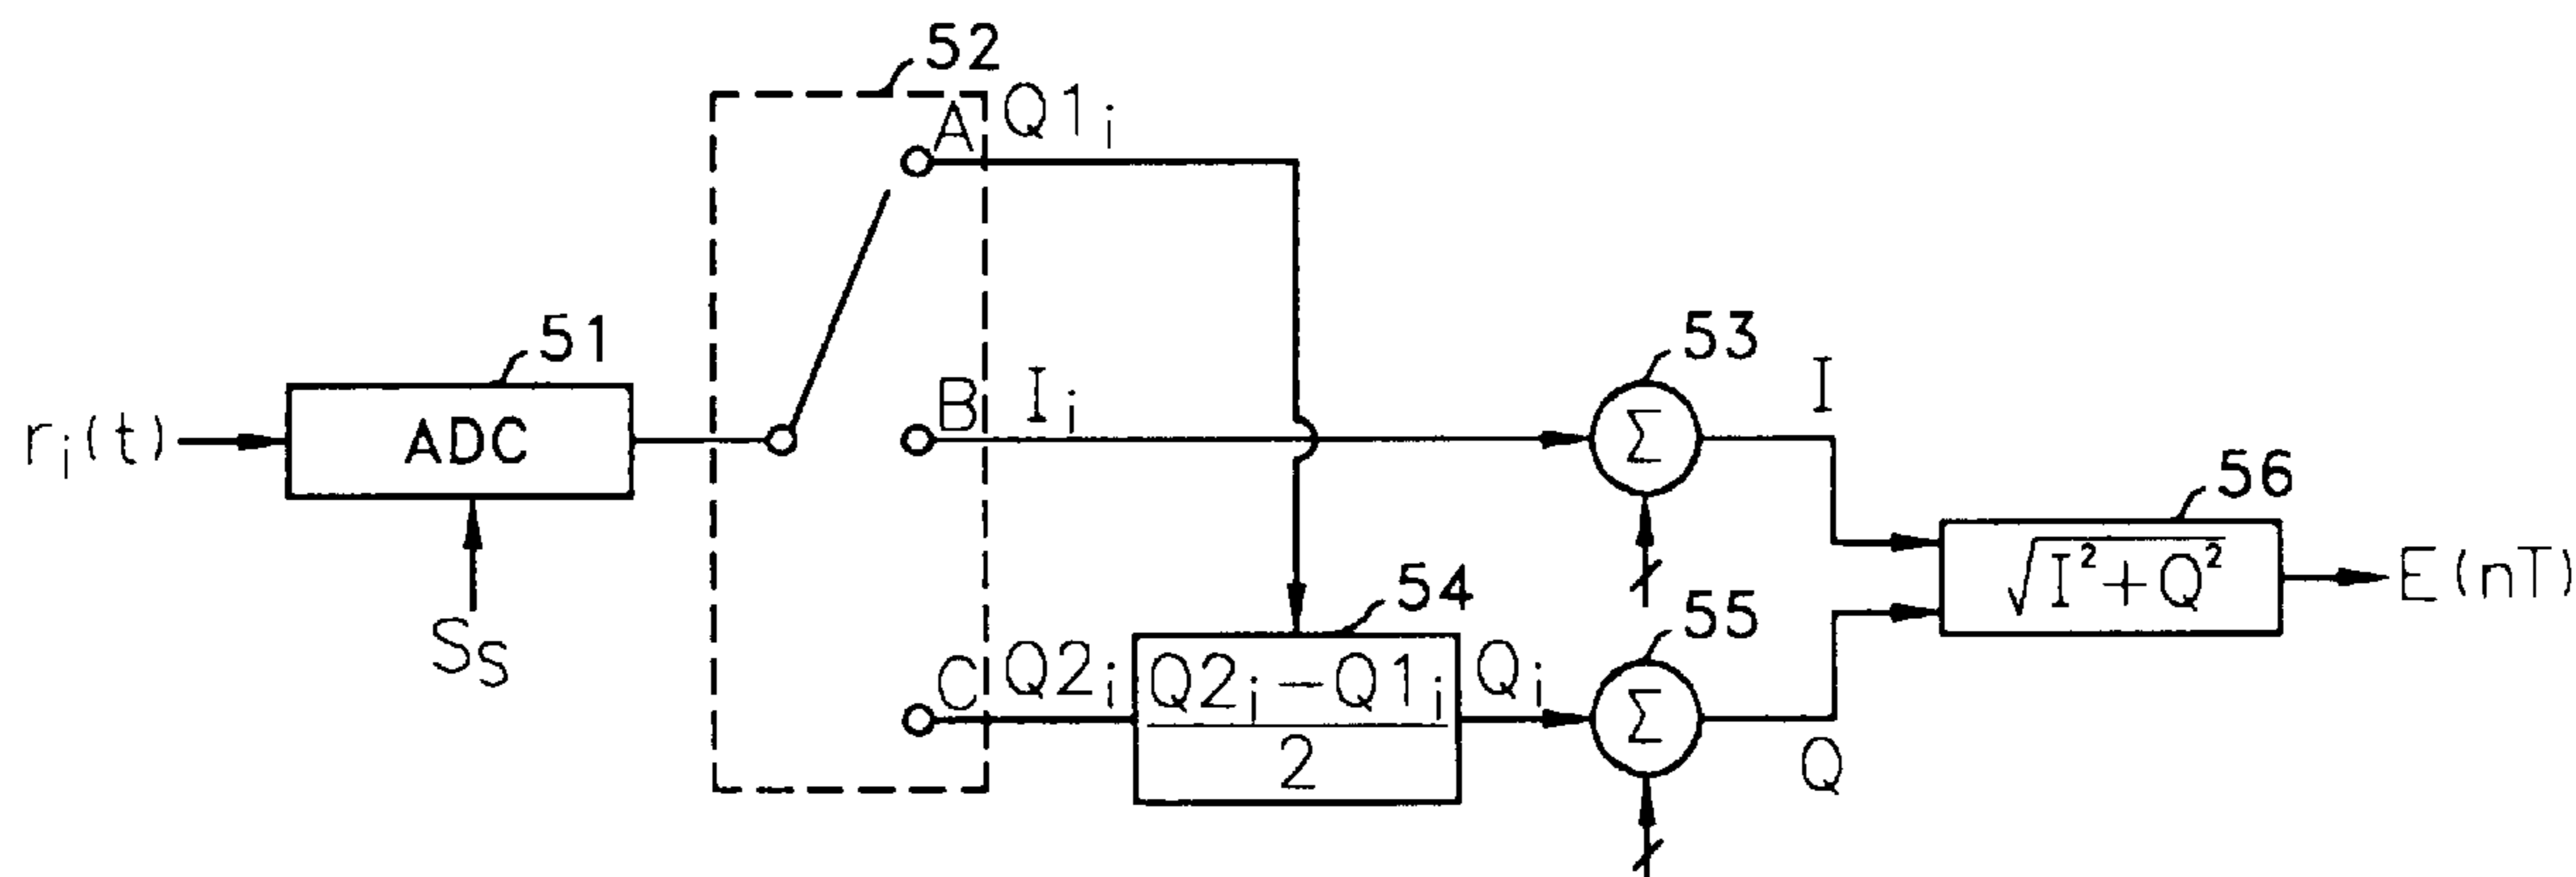 52
A
Q1i
51
53
B
Ii
I
ri(t)
ADC
Σ
56
√I²+Q²
E(nT)
54
55
SS
C
Q2i
Q2i−Q1i
2
Qi
Σ
Q